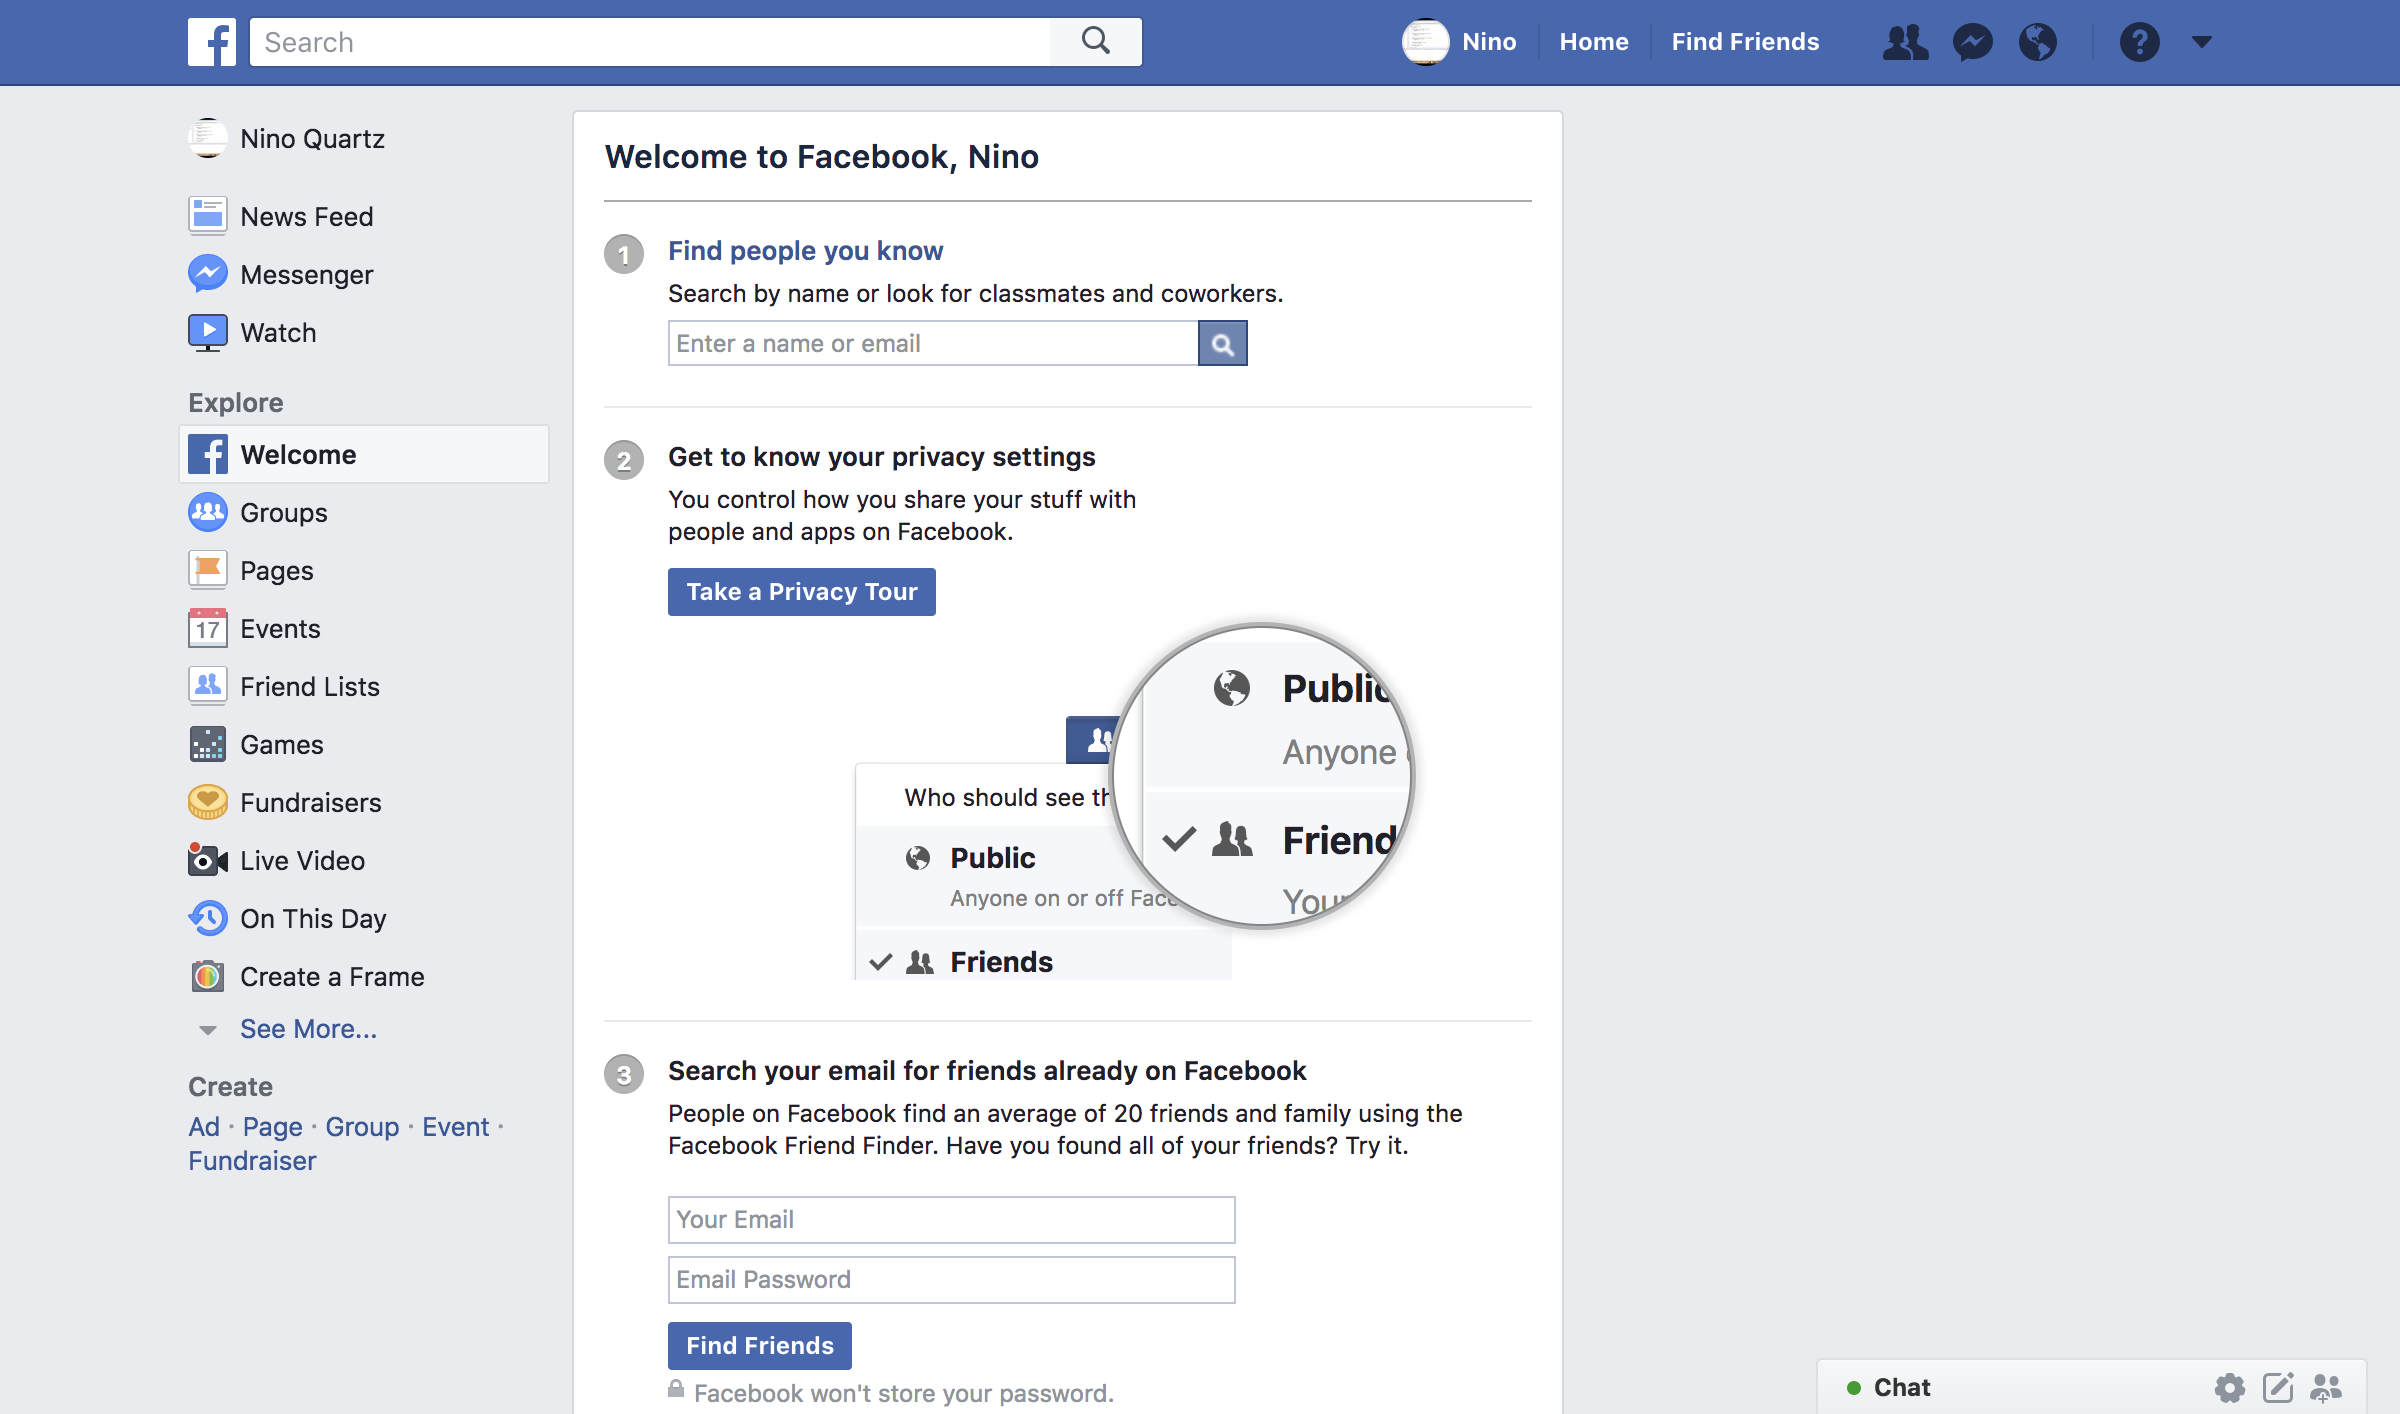 Search
Nino
Home
Find Friends
Nino Quartz
News Feed
Messenger
Watch
Explore
Welcome
Groups
Pages
17
Events
Friend Lists
Games
Fundraisers
Live Video
On This Day
Create a Frame
See More...
Create
Ad · Page · Group · Event ·
Fundraiser
Welcome to Facebook, Nino
1
Find people you know
Search by name or look for classmates and coworkers.
Enter a name or email
2
Get to know your privacy settings
You control how you share your stuff with
people and apps on Facebook.
Take a Privacy Tour
Who should see th
Public
Anyone on or off Face
Friends
Public
Anyone
Friend
Your
3
Search your email for friends already on Facebook
People on Facebook find an average of 20 friends and family using the
Facebook Friend Finder. Have you found all of your friends? Try it.
Your Email
Email Password
Find Friends
Facebook won't store your password.
Chat